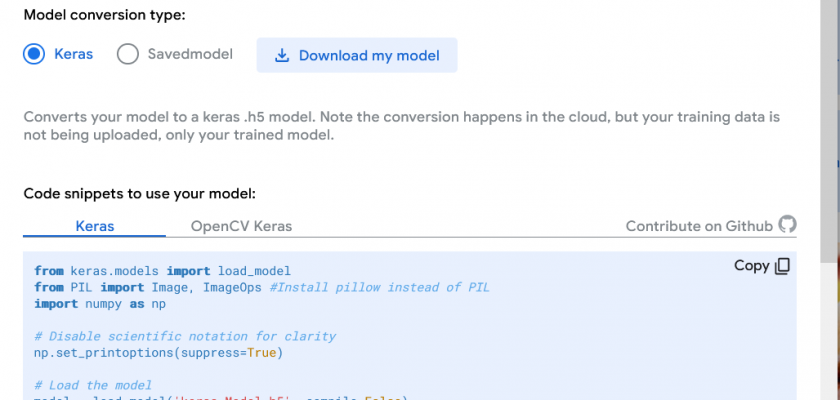 Model conversion type:
Keras Savedmodel Download my model
Converts your model to a keras .h5 model. Note the conversion happens in the cloud, but your training data is
not being uploaded, only your trained model.
Code snippets to use your model:
Keras OpenCV Keras Contribute on Github
Copy
from keras.models import load_model
from PIL import Image, ImageOps #Install pillow instead of PIL
import numpy as np
# Disable scientific notation for clarity
np.set_printoptions(suppress=True)
# Load the model